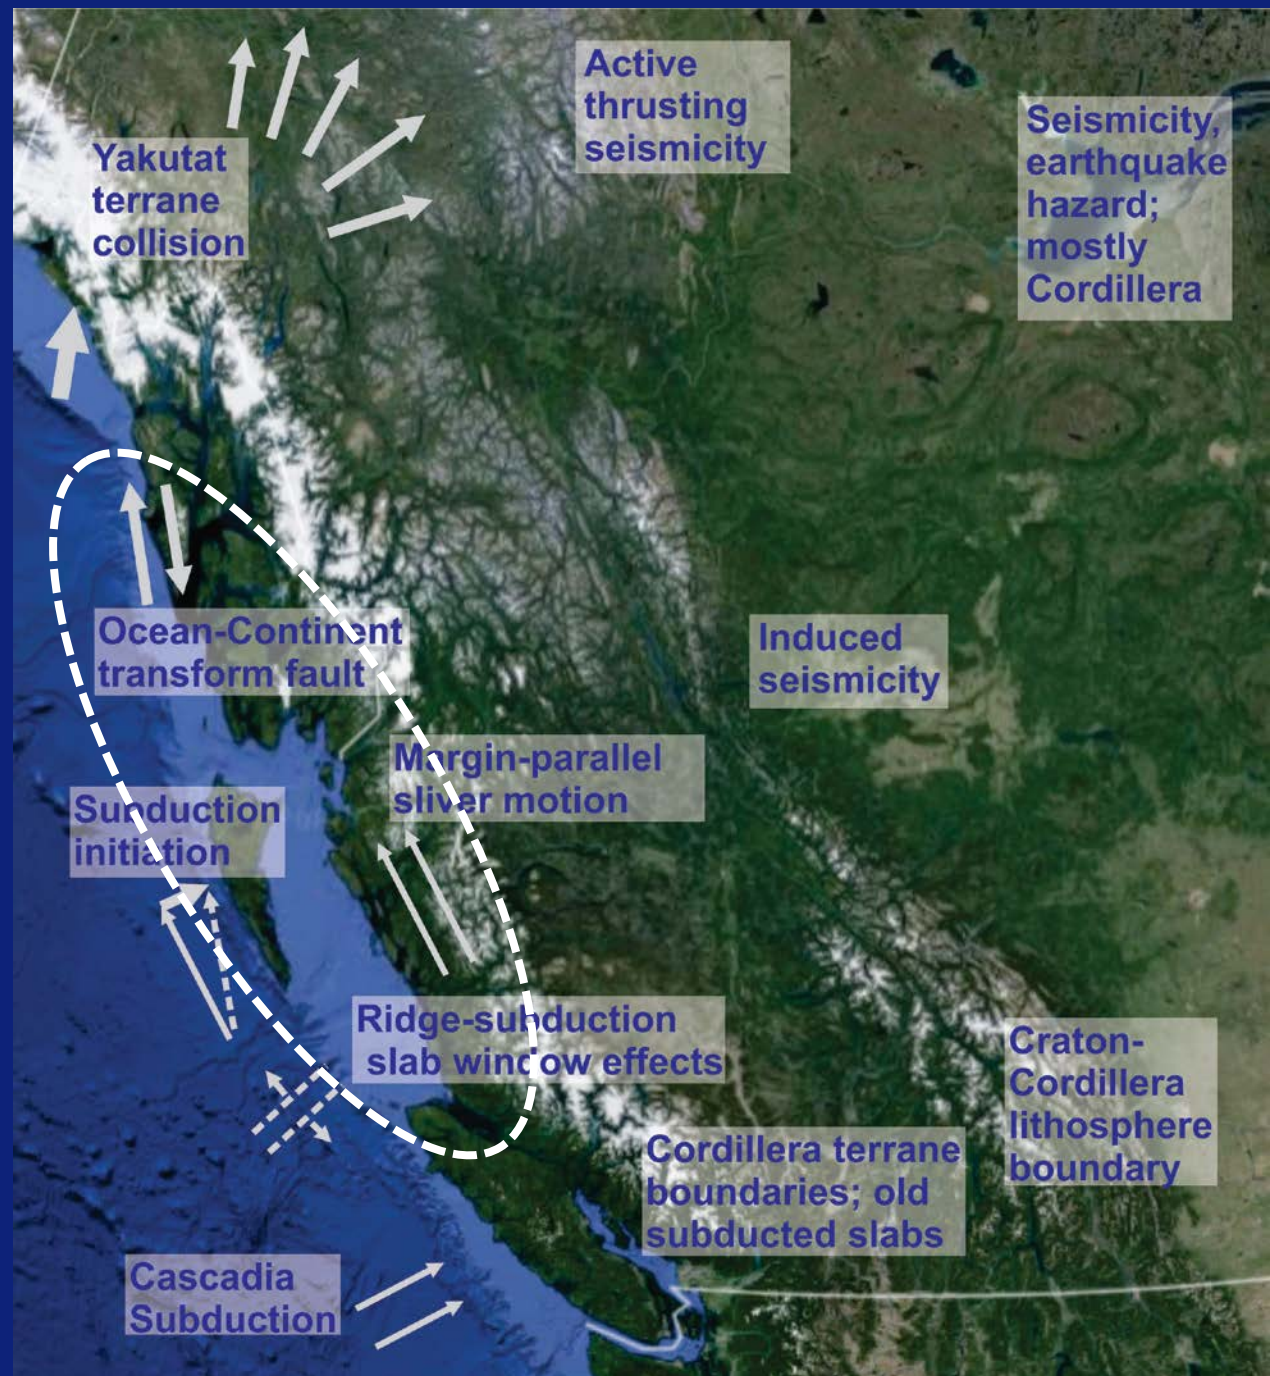 Active
thrusting
seismicity
Seismicity,
earthquake
hazard;
mostly
Cordillera
Yakutat
terrane
collision
Ocean-Continent
transform fault
Induced
seismicity
Margin-parallel
sliver motion
Subduction
initiation
Ridge-subduction
slab window effects
Craton-
Cordillera
lithosphere
boundary
Cordillera terrane
boundaries; old
subducted slabs
Cascadia
Subduction